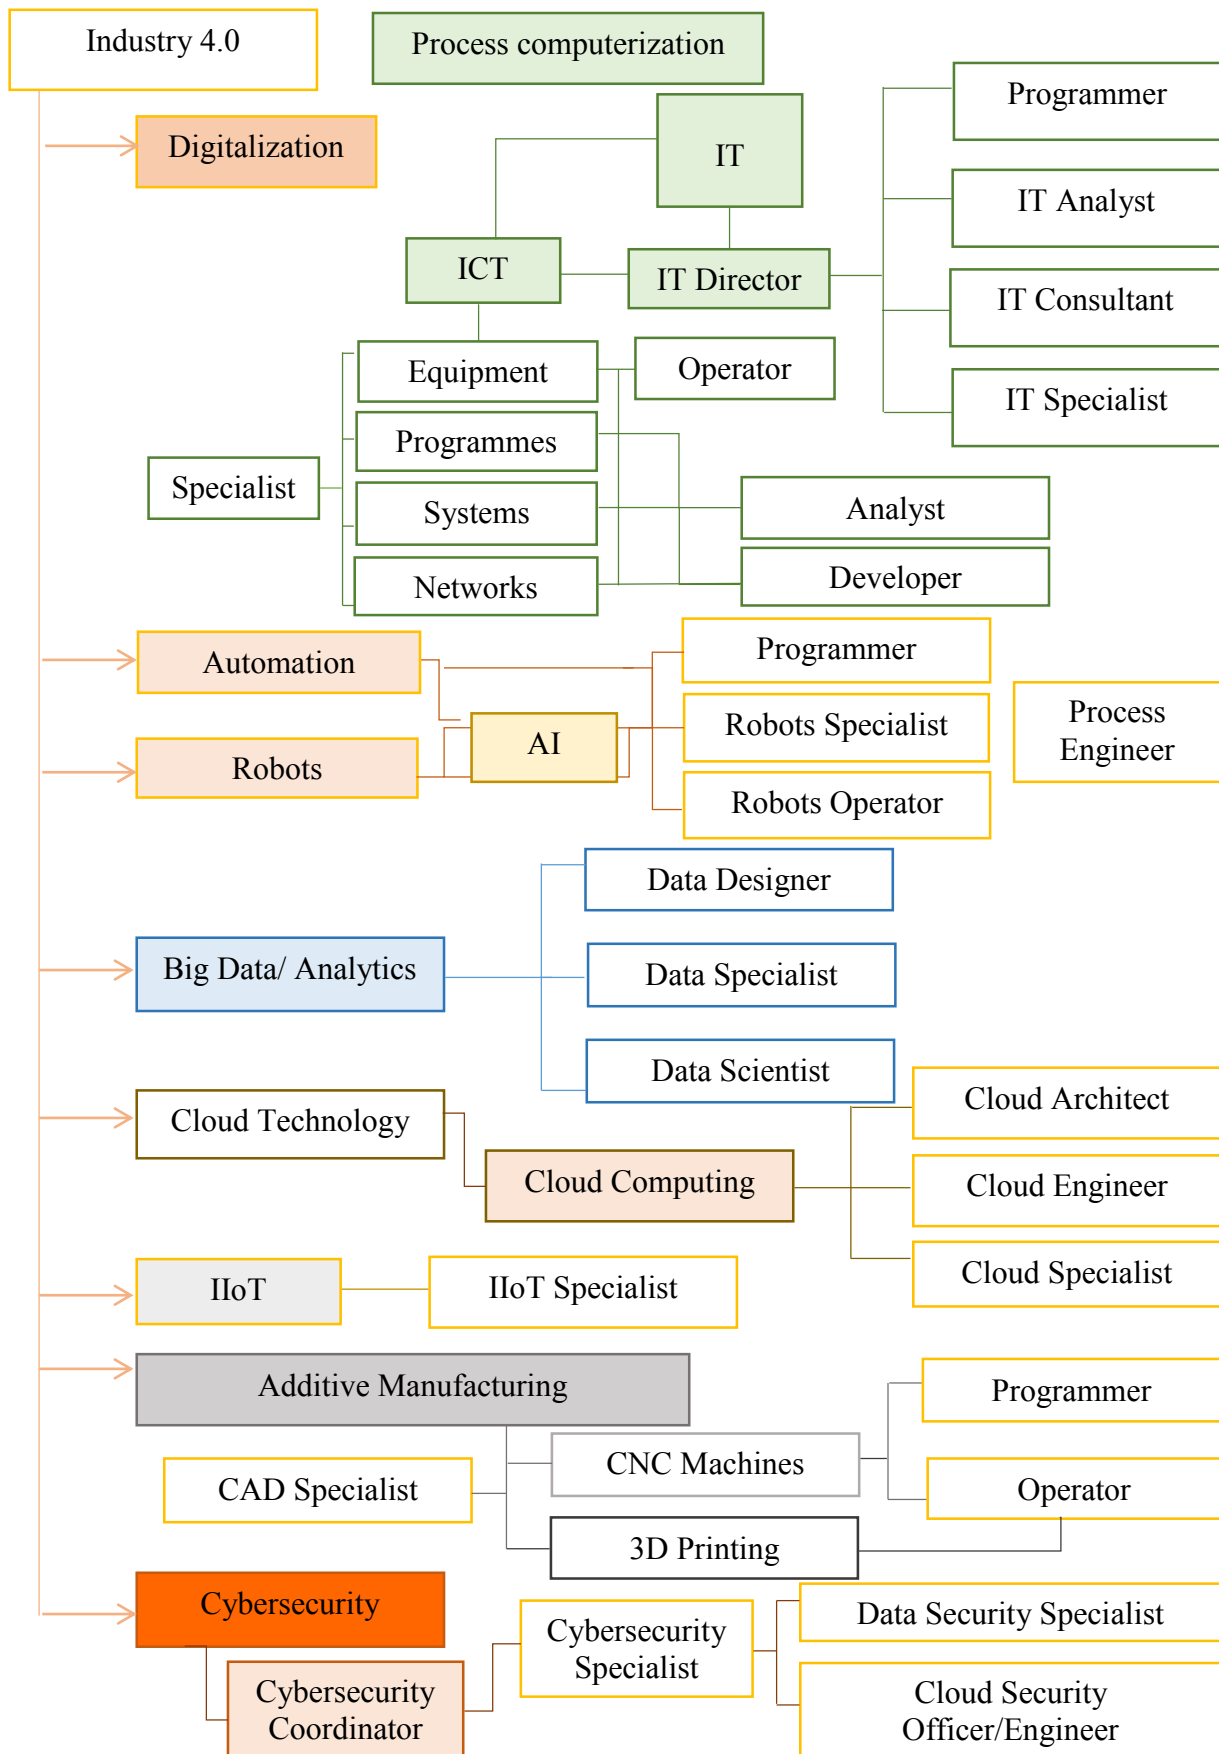 Industry 4.0
Process computerization
Programmer
Digitalization
IT
IT Analyst
ICT
IT Director
IT Consultant
Equipment
Operator
IT Specialist
Programmes
Specialist
Systems
Analyst
Networks
Developer
Automation
Programmer
Robots Specialist
Process
Engineer
AI
Robots
Robots Operator
Data Designer
Big Data/ Analytics
Data Specialist
Data Scientist
Cloud Technology
Cloud Architect
Cloud Computing
Cloud Engineer
Cloud Specialist
IIoT
IIoT Specialist
Additive Manufacturing
Programmer
CNC Machines
CAD Specialist
Operator
3D Printing
Cybersecurity
Data Security Specialist
Cybersecurity
Specialist
Cybersecurity
Coordinator
Cloud Security
Officer/Engineer